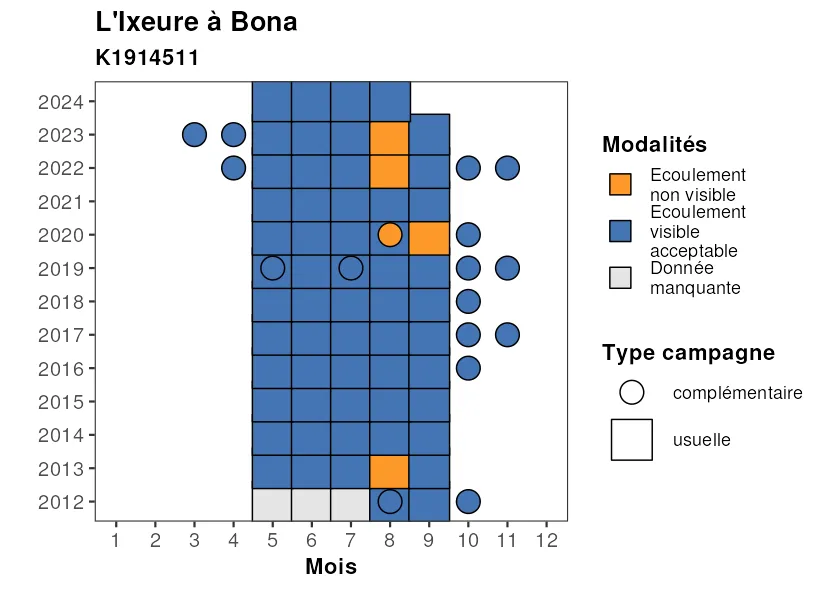 L'Ixeure à Bona
K1914511
2024
2023
2022
2021
2020
2019
2018
2017
2016
2015
2014
2013
2012
1 2 3 4 5 6 7 8 9 10 11 12
Mois
Modalités
Ecoulement
non visible
Ecoulement
visible
acceptable
Donnée
manquante
Type campagne
complémentaire
usuelle